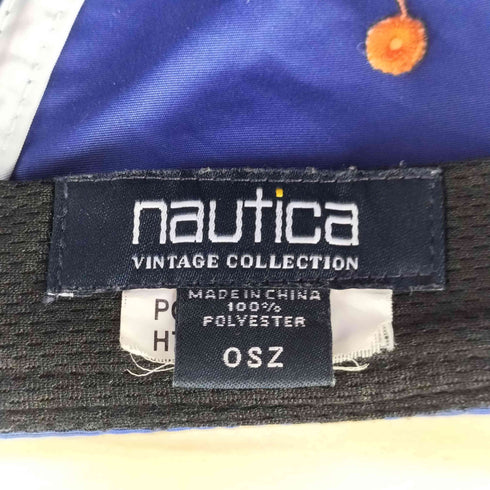 nautica
VINTAGE COLLECTION
MADE IN CHINA
100%
POLYESTER
OSZ